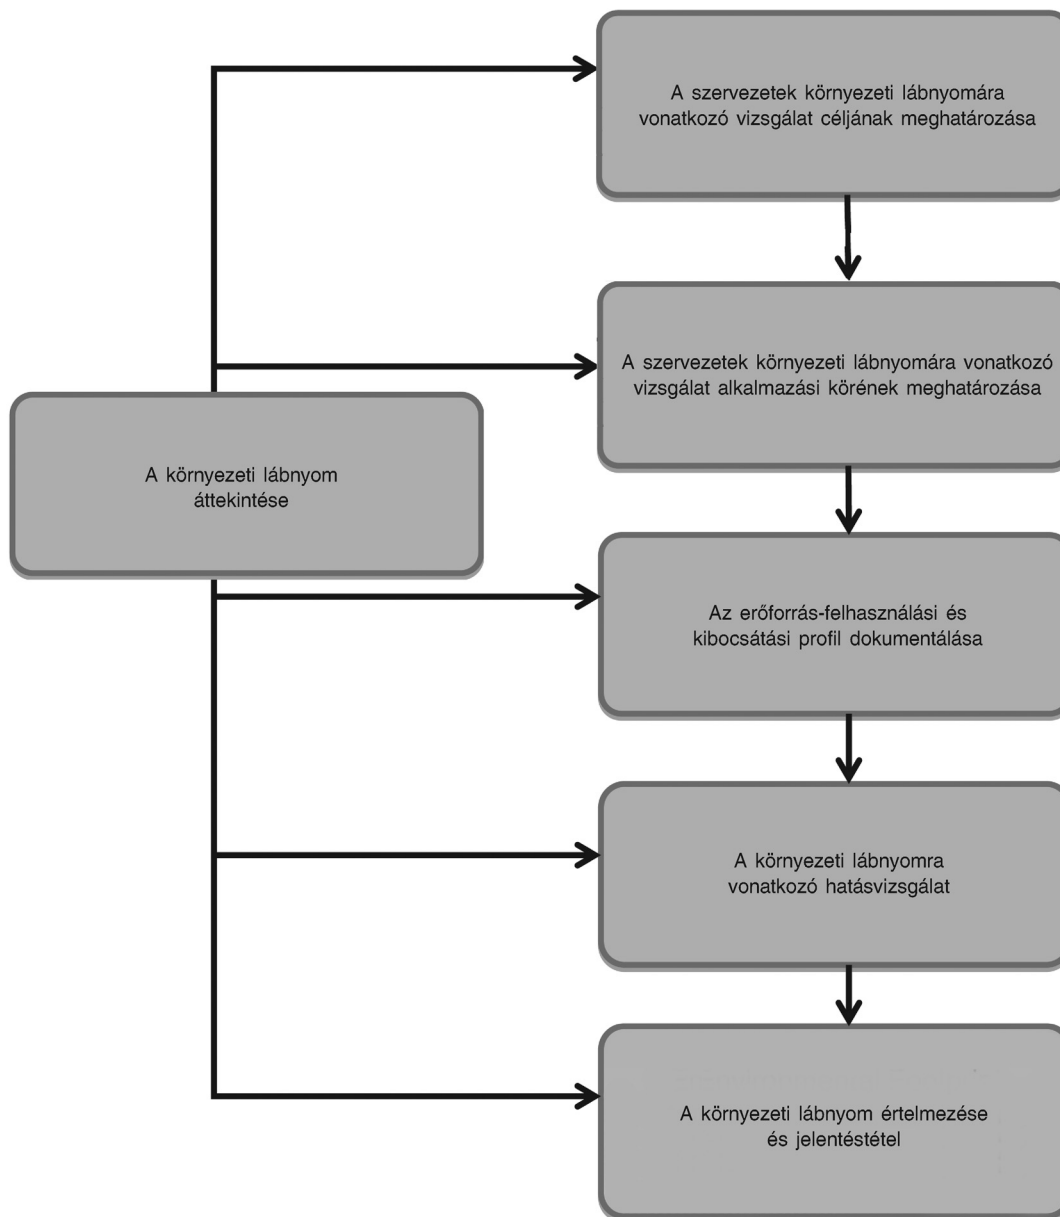 A szervezetek környezeti lábnyomára
vonatkozó vizsgálat céljának meghatározása
A szervezetek környezeti lábnyomára vonatkozó
vizsgálat alkalmazási körének meghatározása
A környezeti lábnyom
áttekintése
Az erőforrás-felhasználási és
kibocsátási profil dokumentálása
A környezeti lábnyomra
vonatkozó hatásvizsgálat
A környezeti lábnyom értelmezése
és jelentéstétel